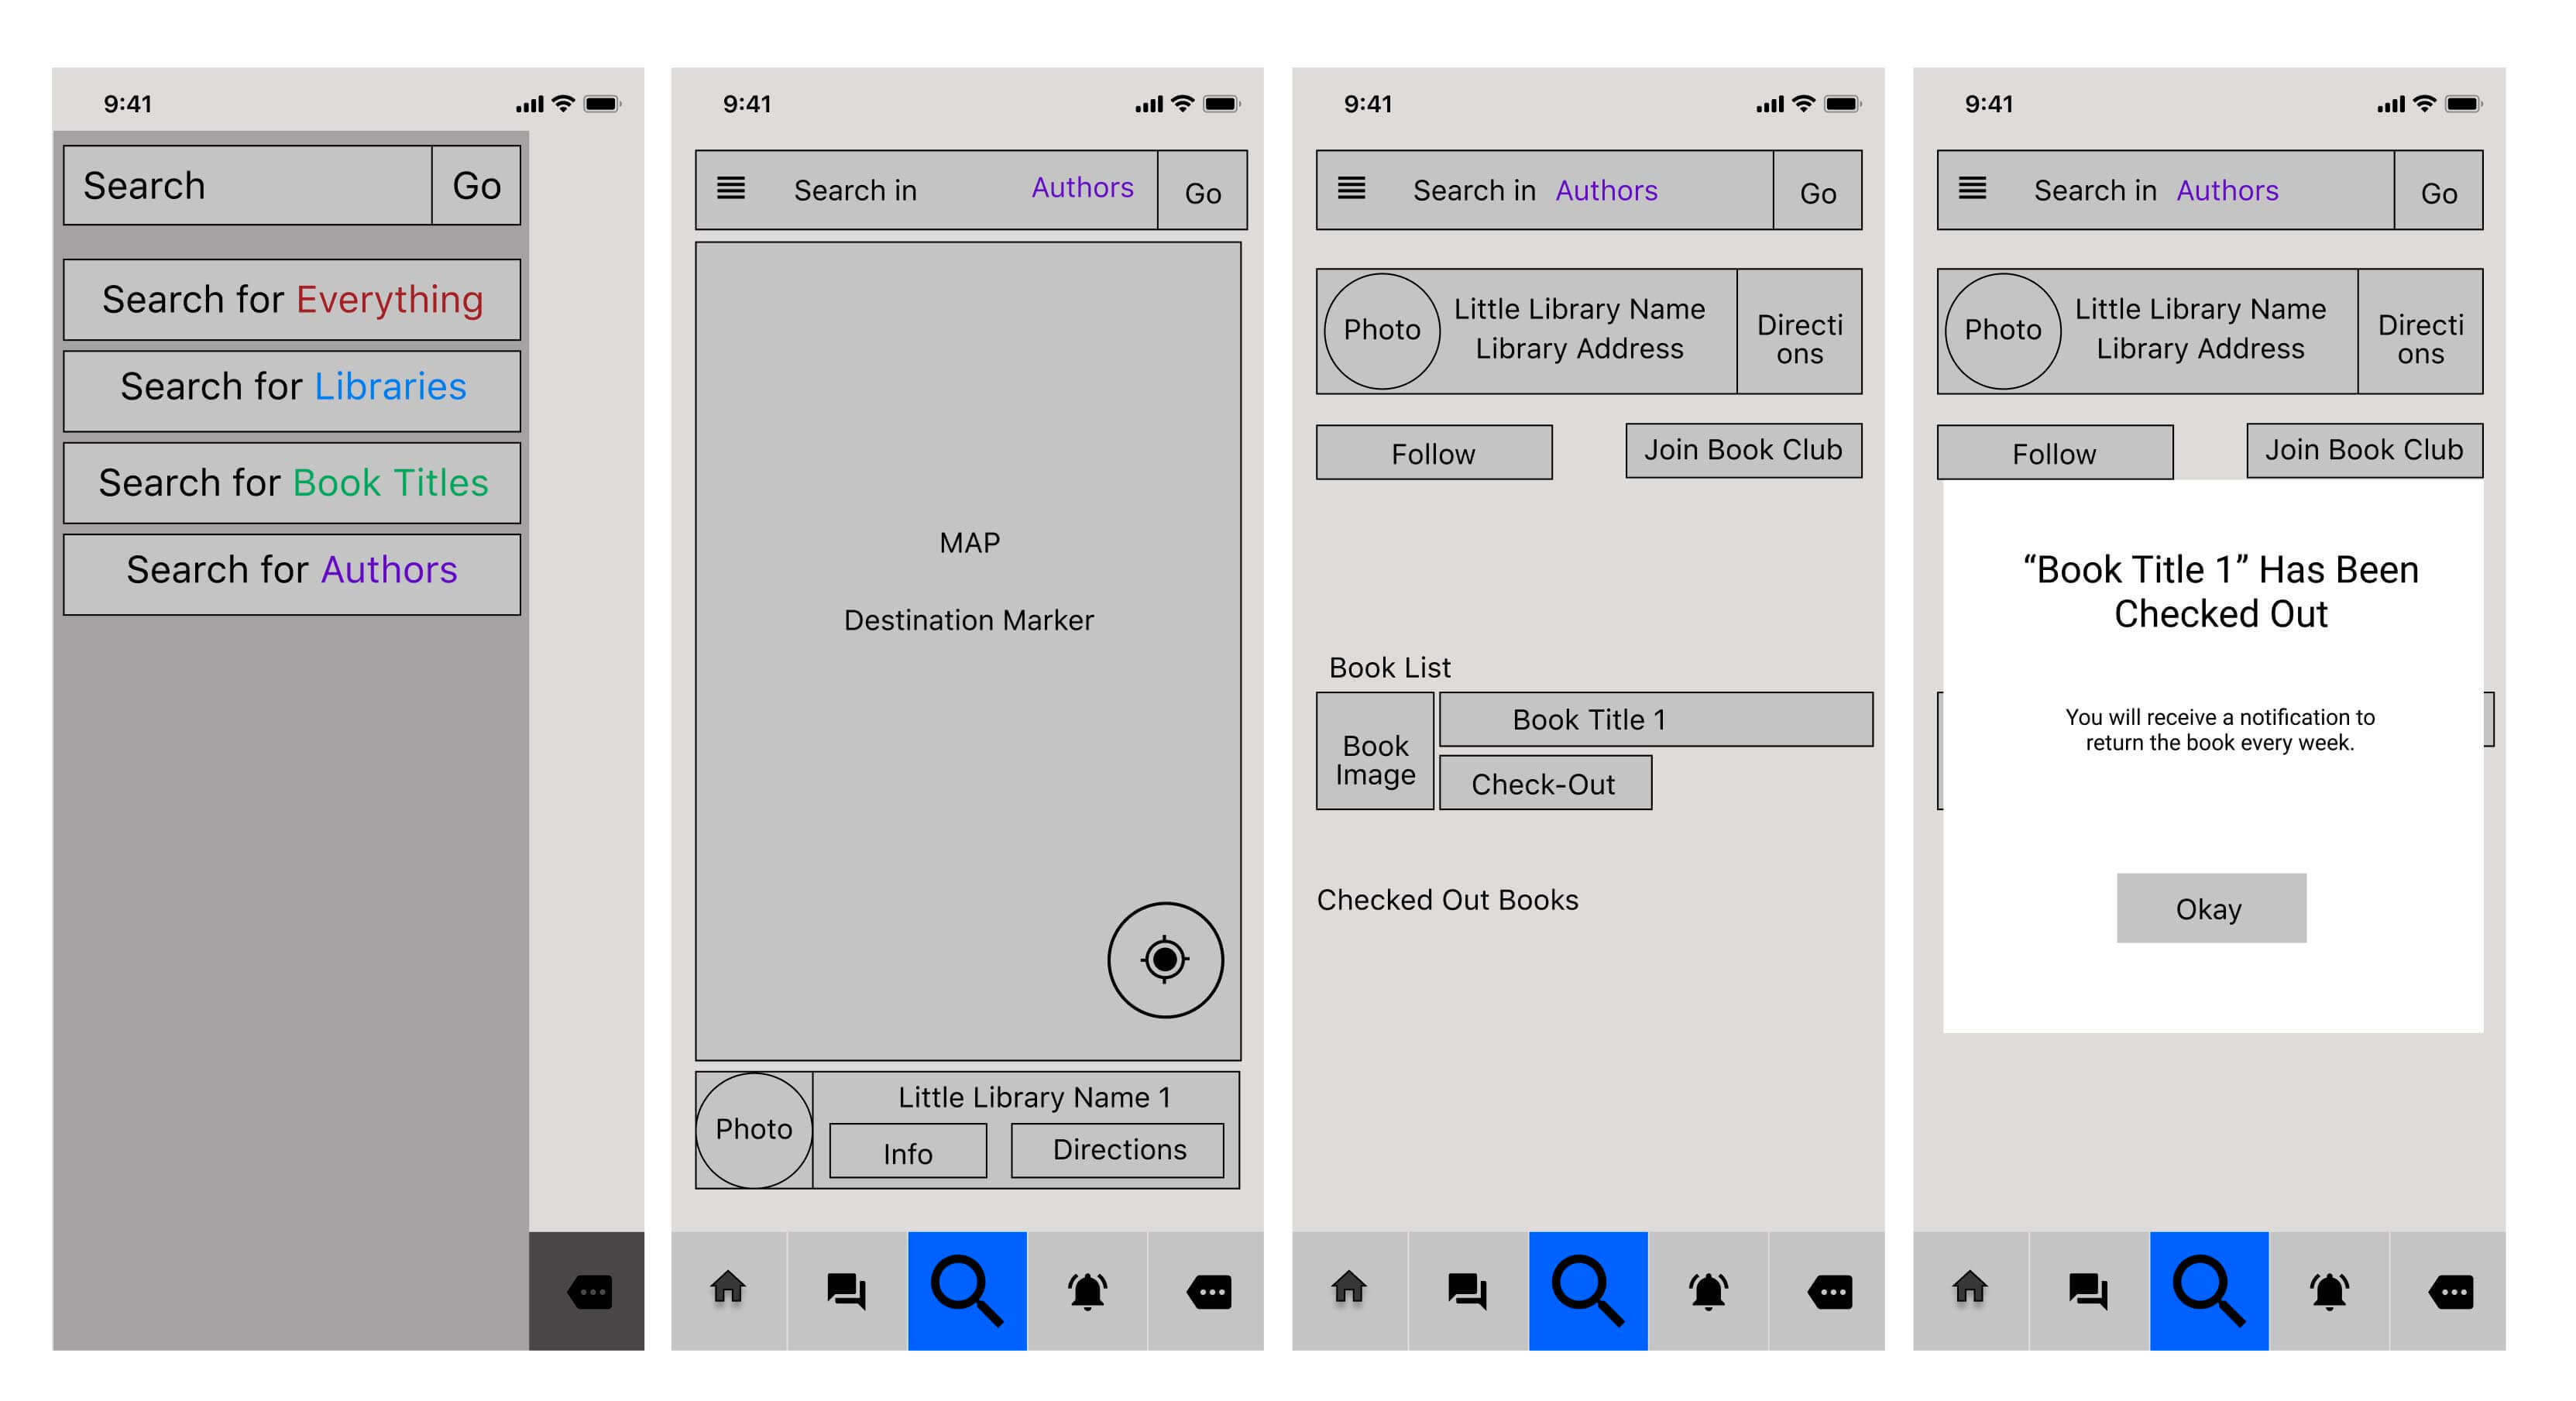 9:41
Search
Go
Search for Everything
Search for Libraries
Search for Book Titles
Search for Authors
9:41
Search in Authors
Go
MAP
Destination Marker
Photo
Little Library Name 1
Info
Directions
9:41
Search in Authors
Go
Photo
Little Library Name
Library Address
Directi
ons
Follow
Join Book Club
Book List
Book
Image
Book Title 1
Check-Out
Checked Out Books
9:41
Search in Authors
Go
Photo
Little Library Name
Library Address
Directi
ons
Follow
Join Book Club
“Book Title 1” Has Been
Checked Out
You will receive a notification to
return the book every week.
Okay